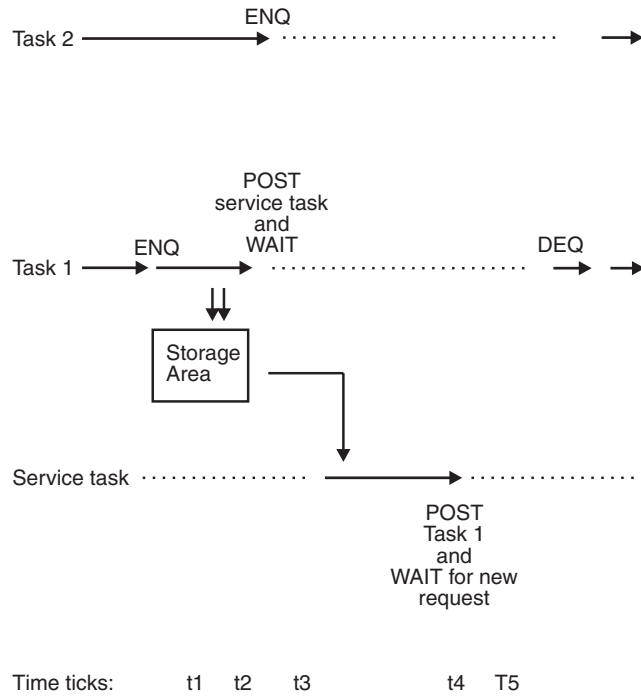 ENQ
Task 2
POST
service task
and
WAIT
ENQ
DEQ
Task 1
Storage
Area
Service task
POST
Task 1
and
WAIT for new
request
Time ticks: t1 t2 t3 t4 T5